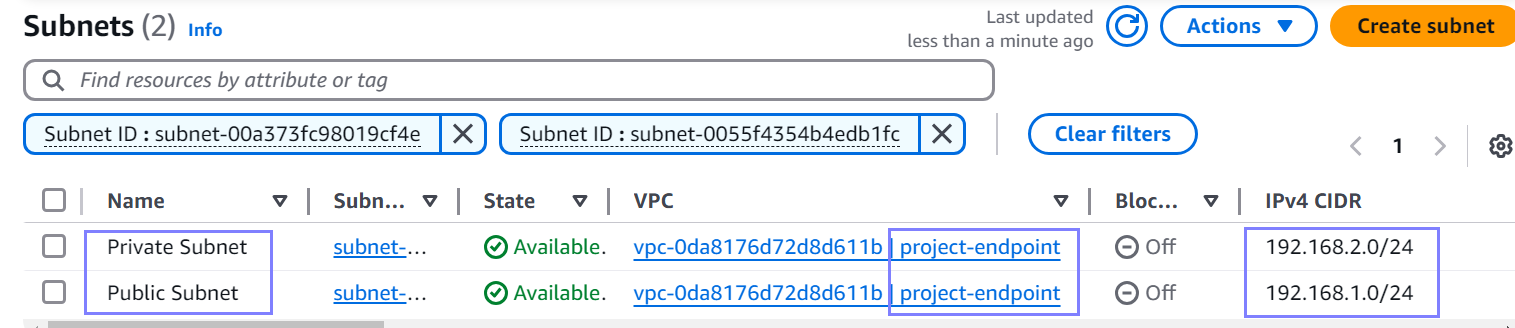 Subnets (2) Info
Last updated
less than a minute ago
Actions
Create subnet
Find resources by attribute or tag
Subnet ID : subnet-00a373fc98019cf4e
Subnet ID : subnet-0055f4354b4edb1fc
Clear filters
1
Name Subn... State VPC Bloc... IPv4 CIDR
Private Subnet subnet-... Available. vpc-0da8176d72d8d611b | project-endpoint Off 192.168.2.0/24
Public Subnet subnet-... Available. vpc-0da8176d72d8d611b | project-endpoint Off 192.168.1.0/24